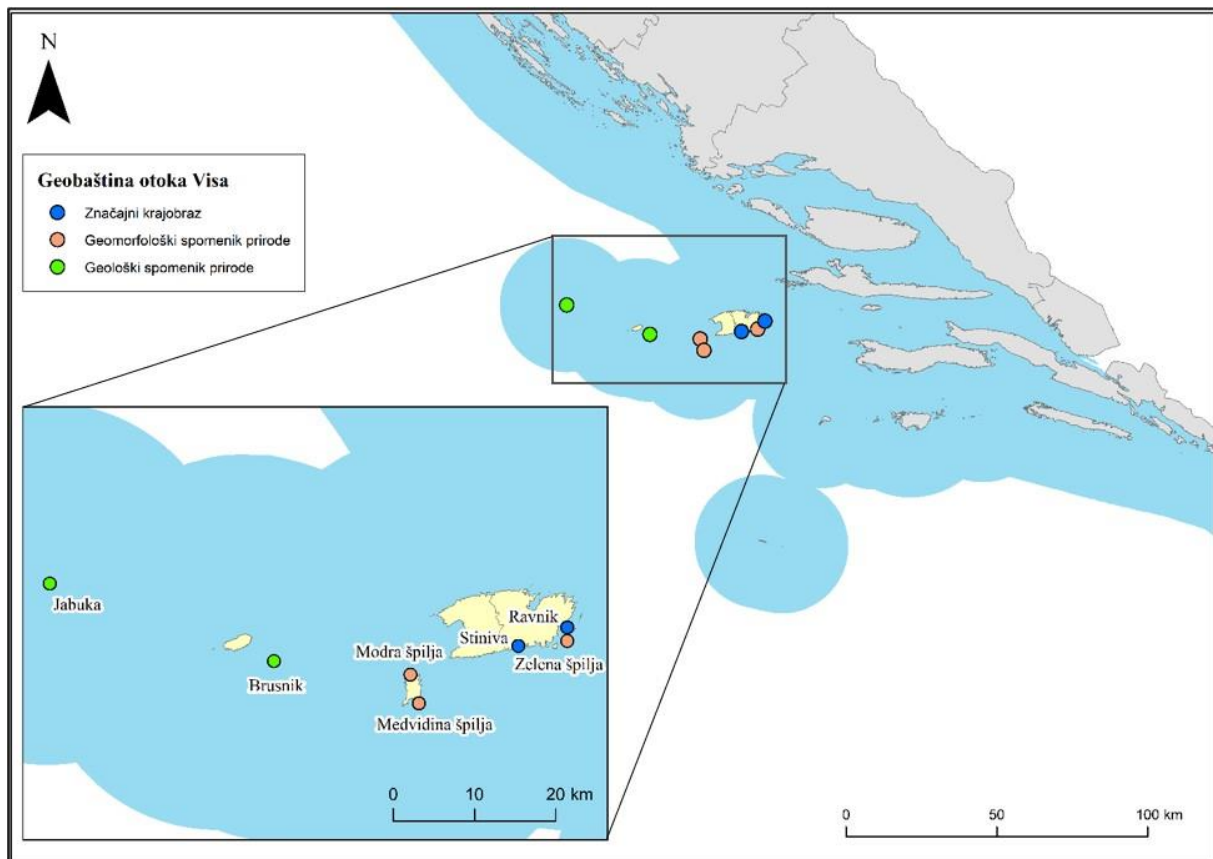 N
Geobaština otoka Visa
Značajni krajobraz
Geomorfološki spomenik prirode
Geološki spomenik prirode
Jabuka
Brusnik
Modra špilja
Medvidina špilja
Stiniva
Ravnik
Zelena špilja
0 10 20 km
0 50 100 km